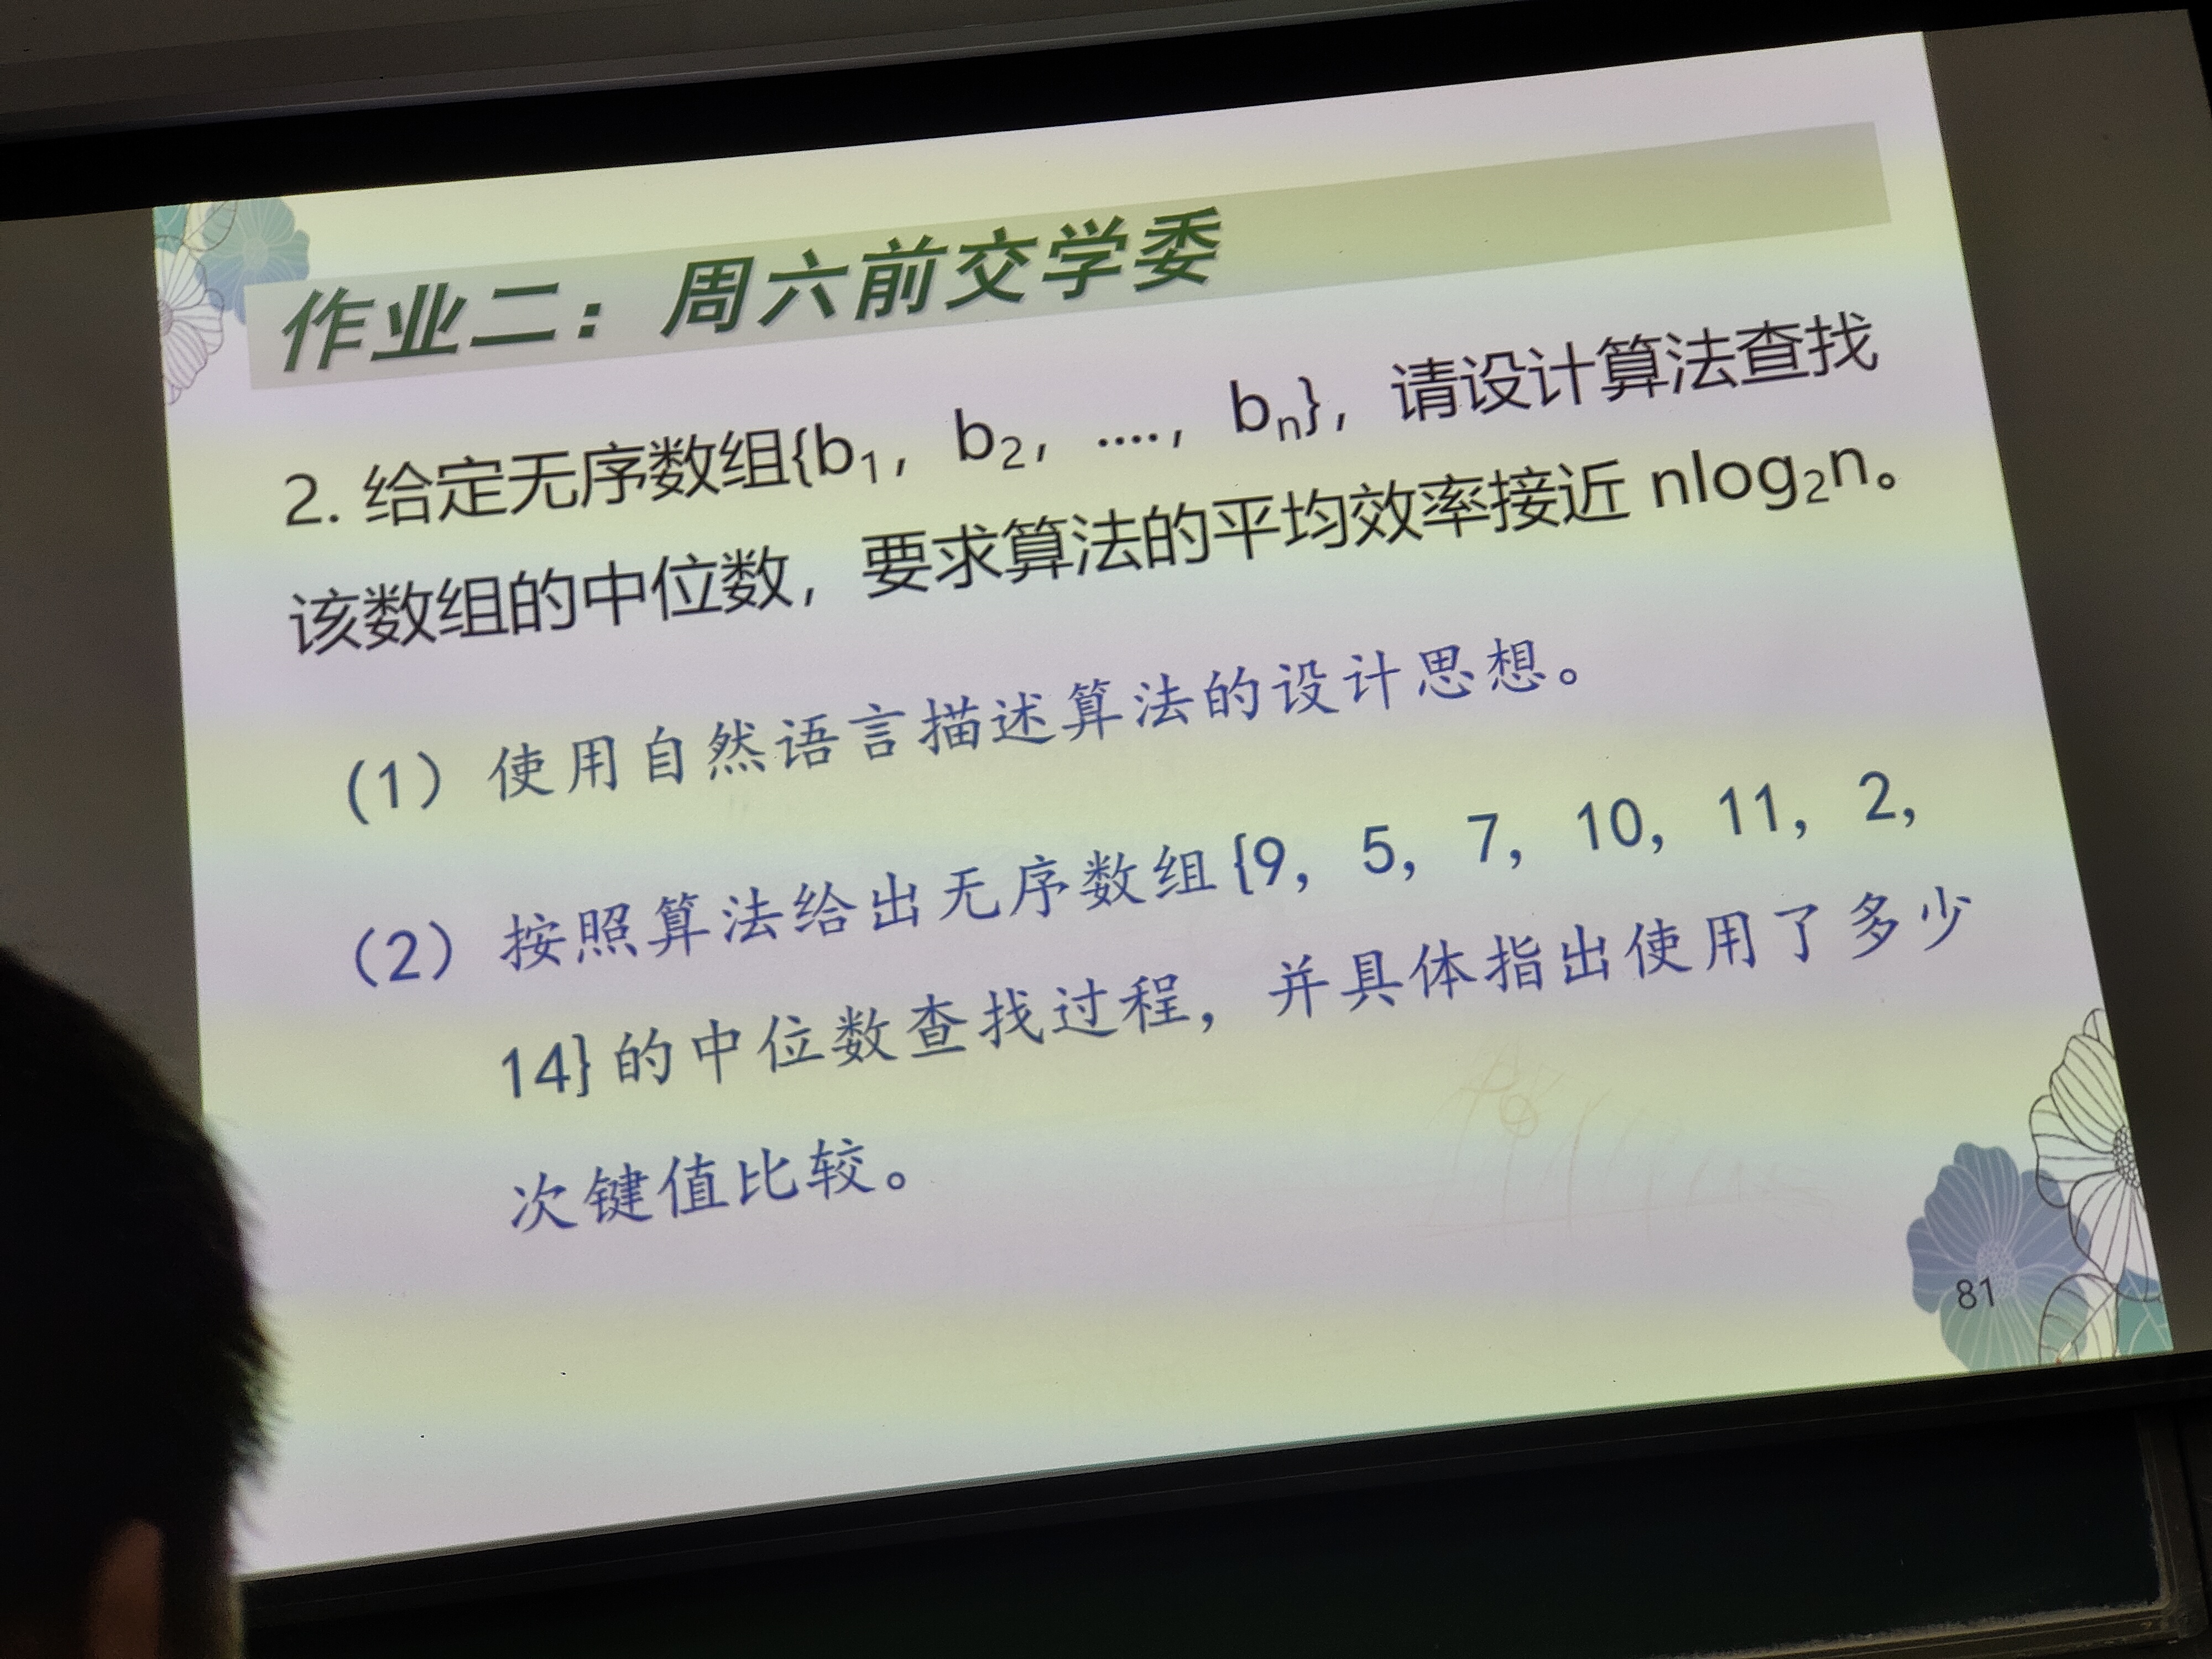 作业二：周六前交学委
2. 给定无序数组{b₁，b₂，....，bₙ}，请设计算法查找
该数组的中位数，要求算法的平均效率接近 nlog₂n。
（1）使用自然语言描述算法的设计思想。
（2）按照算法给出无序数组{9，5，7，10，11，2，
14}的中位数查找过程，并具体指出使用了多少
次键值比较。
81